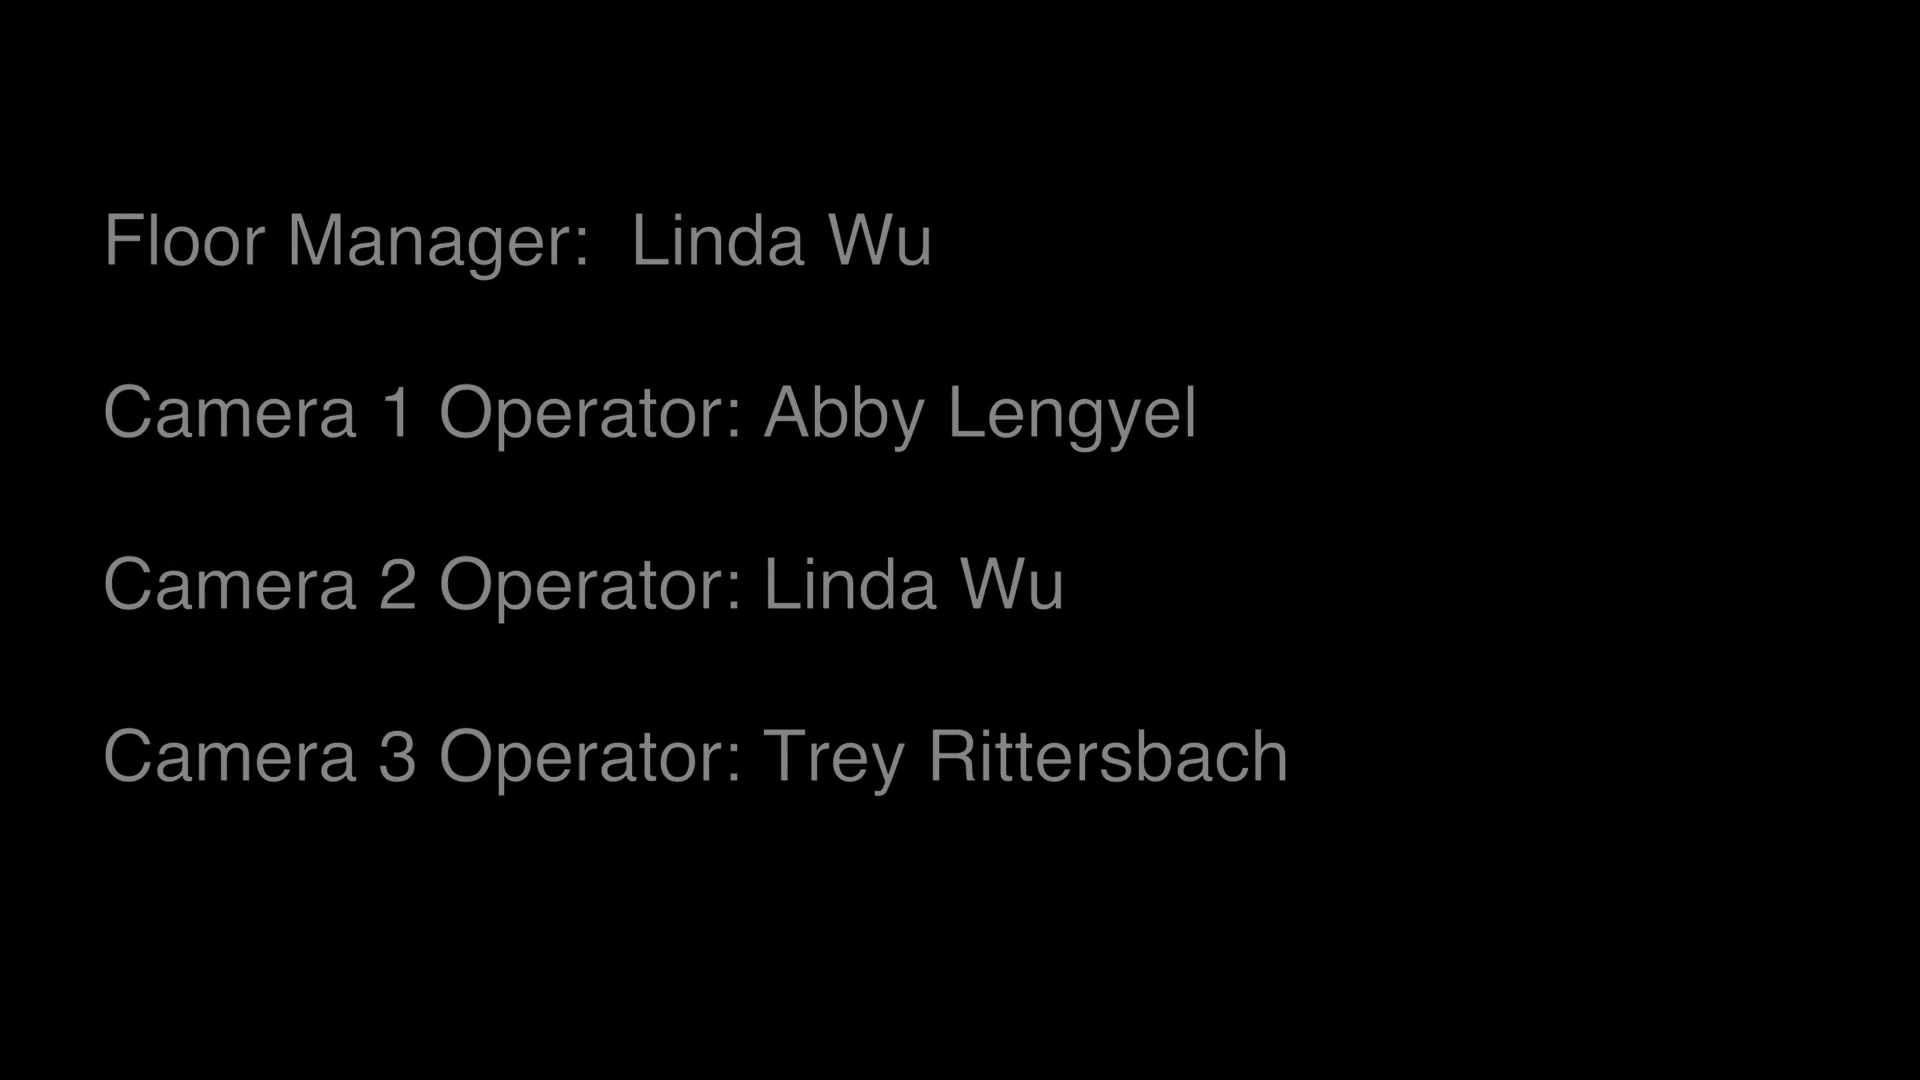 Floor Manager:  Linda Wu
Camera 1 Operator: Abby Lengyel
Camera 2 Operator: Linda Wu
Camera 3 Operator: Trey Rittersbach